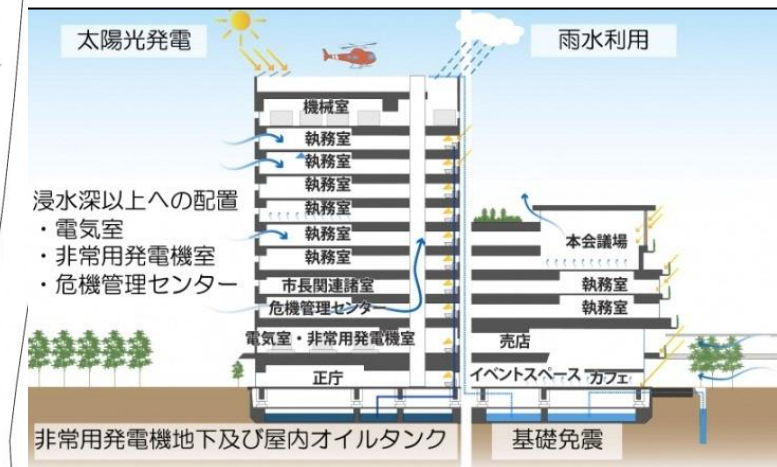 太陽光発電
雨水利用
機械室
執務室
執務室
執務室
執務室
執務室
浸水深以上への配置
・電気室
・非常用発電機室
・危機管理センター
市長関連諸室
危機管理センター
電気室・非常用発電機室
正庁
本会議場
執務室
執務室
売店
イベントスペース
カフェ
非常用発電機地下及び屋内オイルタンク
基礎免震